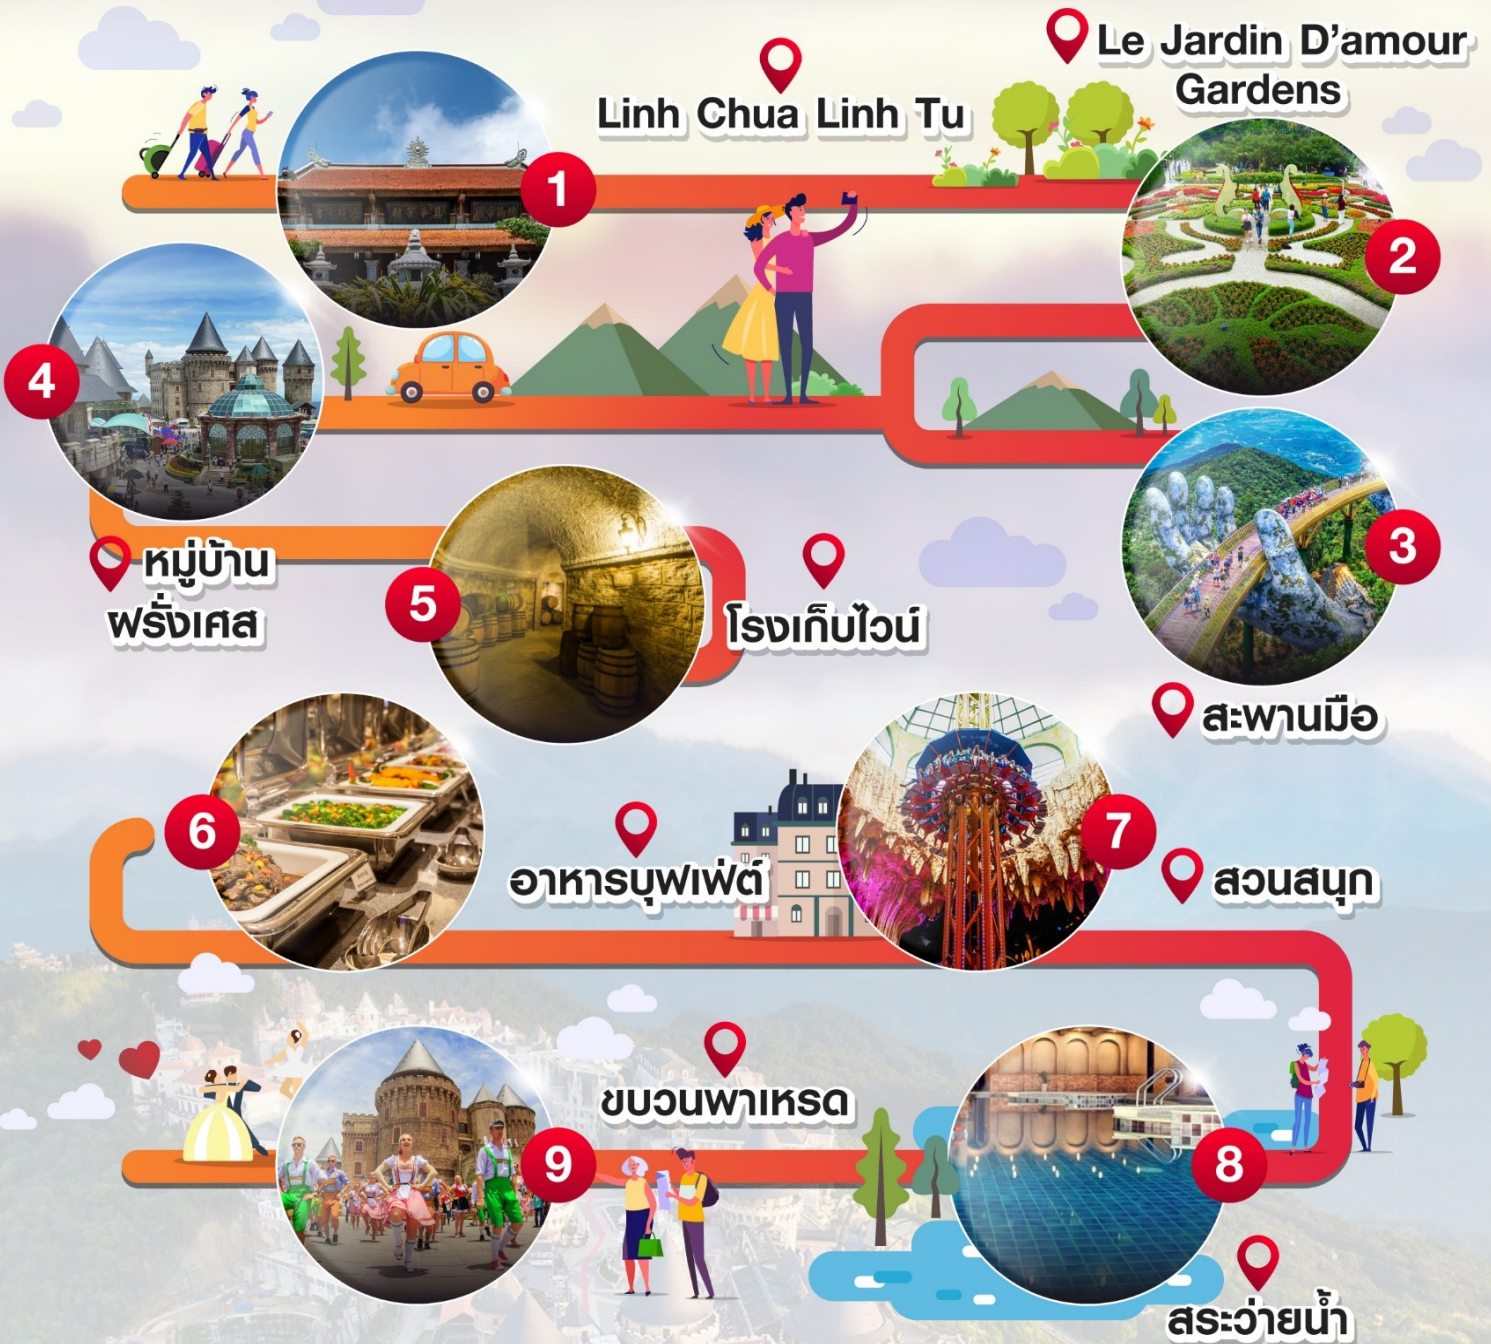 1
Linh Chua Linh Tu
Le Jardin D'amour
Gardens
2
3
สะพานมือ
4
หมู่บ้าน
ฝรั่งเศส
5
โรงเก็บไวน์
6
อาหารบุฟเฟ่ต์
7
สวนสนุก
8
สระว่ายน้ำ
9
ขบวนพาเหรด